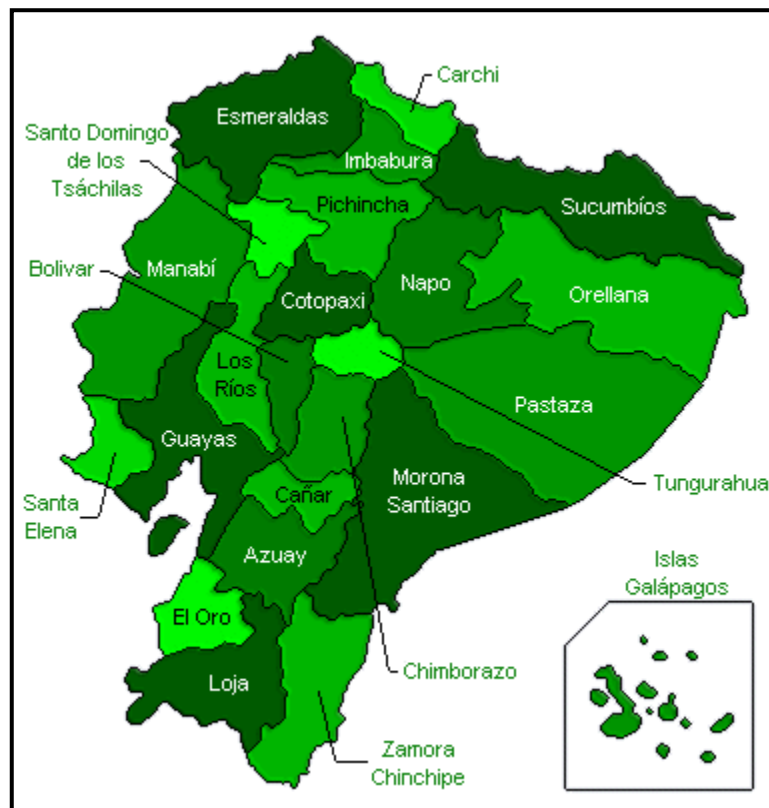 Carchi
Esmeraldas
Santo Domingo
de los
Tsáchilas
Imbabura
Pichincha
Sucumbíos
Bolivar
Manabí
Cotopaxi
Napo
Orellana
Los
Ríos
Pastaza
Guayas
Morona
Santiago
Tungurahua
Santa
Elena
Cañar
Azuay
Islas
Galápagos
El Oro
Loja
Chimborazo
Zamora
Chinchipe